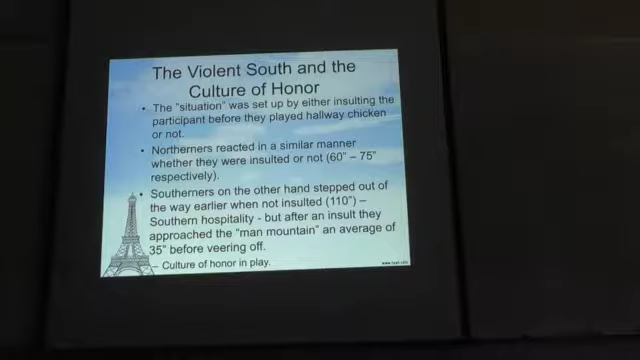 The Violent South and the
Culture of Honor
• The "situation" was set up by either insulting the
participant before they played hallway chicken
or not.
• Northerners reacted in a similar manner
whether they were insulted or not (60" – 75"
respectively).
• Southerners on the other hand stepped out of
the way earlier when not insulted (110") –
Southern hospitality - but after an insult they
approached the "man mountain" an average of
35" before veering off.
– Culture of honor in play.